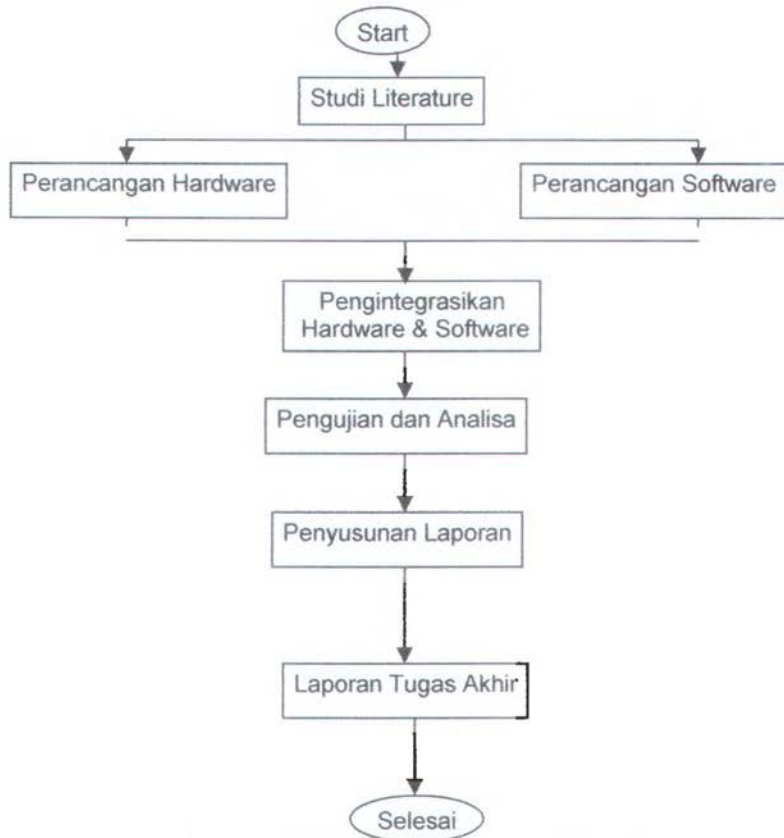 Start
Studi Literature
Perancangan Hardware
Perancangan Software
Pengintegrasikan
Hardware & Software
Pengujian dan Analisa
Penyusunan Laporan
Laporan Tugas Akhir
Selesai